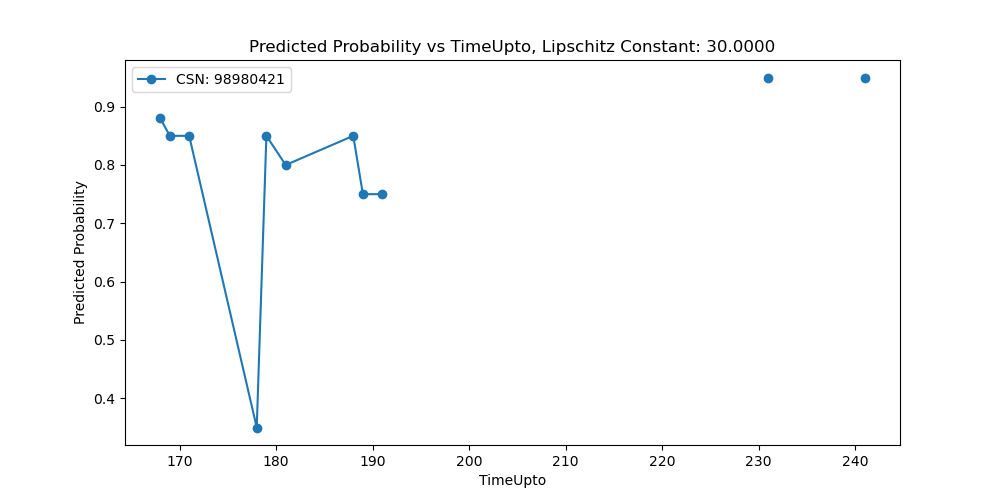 Predicted Probability vs TimeUpto, Lipschitz Constant: 30.0000
CSN: 98980421
0.9
0.8
0.7
0.6
0.5
0.4
Predicted Probability
170 180 190 200 210 220 230 240
TimeUpto